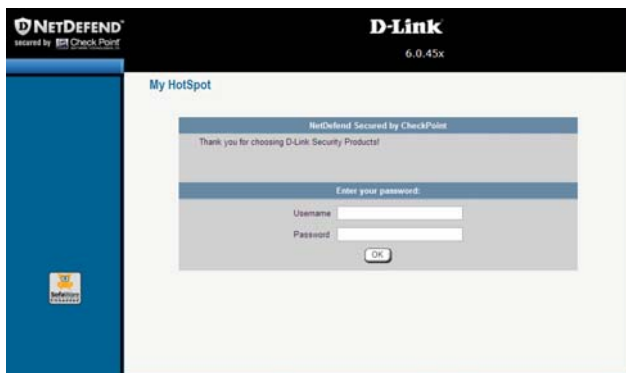 NETDEFEND
secured by Check Point
D-Link
6.0.45x
My HotSpot
NetDefend Secured by CheckPoint
Thank you for choosing D-Link Security Products!
Enter your password:
Username
Password
OK
SofaWare